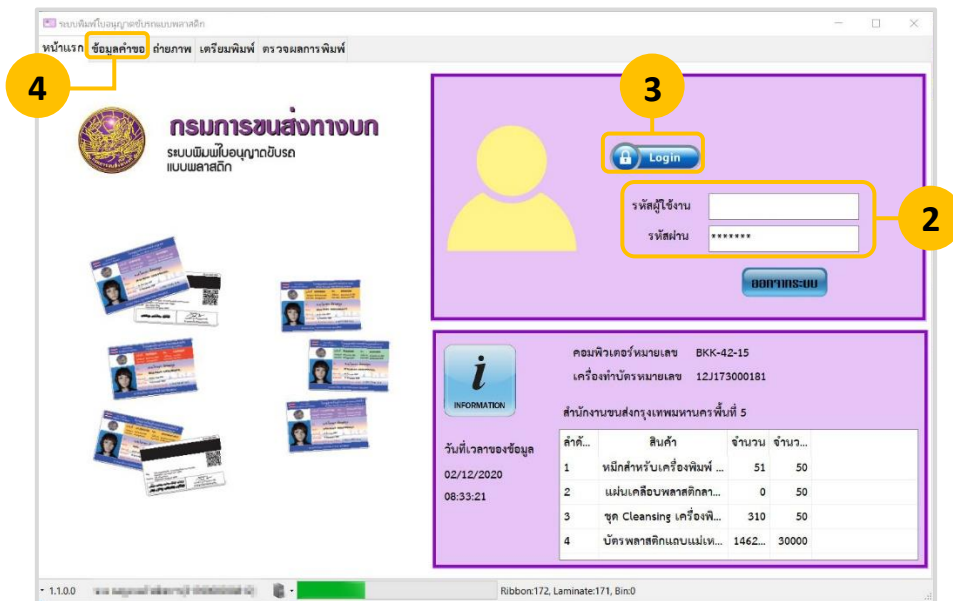 ระบบพิมพ์ใบอนุญาตขับรถแบบพลาสติก
หน้าแรก ข้อมูลคำขอ ถ่ายภาพ เตรียมพิมพ์ ตรวจผลการพิมพ์
4
3
กรมการขนส่งทางบก
ระบบพิมพ์ใบอนุญาตขับรถ
แบบพลาสติก
Login
รหัสผู้ใช้งาน
2
รหัสผ่าน *******
ออกจากระบบ
คอมพิวเตอร์หมายเลข BKK-42-15
เครื่องทำบัตรหมายเลข 12J173000181
INFORMATION
สำนักงานขนส่งกรุงเทพมหานครพื้นที่ 5
วันที่เวลาของข้อมูล
02/12/2020
08:33:21
ลำดั... สินค้า จำนวน จำนว...
1 หมึกสำหรับเครื่องพิมพ์ ... 51 50
2 แผ่นเคลือบพลาสติกลา... 0 50
3 ชุด Cleansing เครื่องพิ... 310 50
4 บัตรพลาสติกแถบแม่เห... 1462... 30000
1.1.0.0
Ribbon:172, Laminate:171, Bin:0